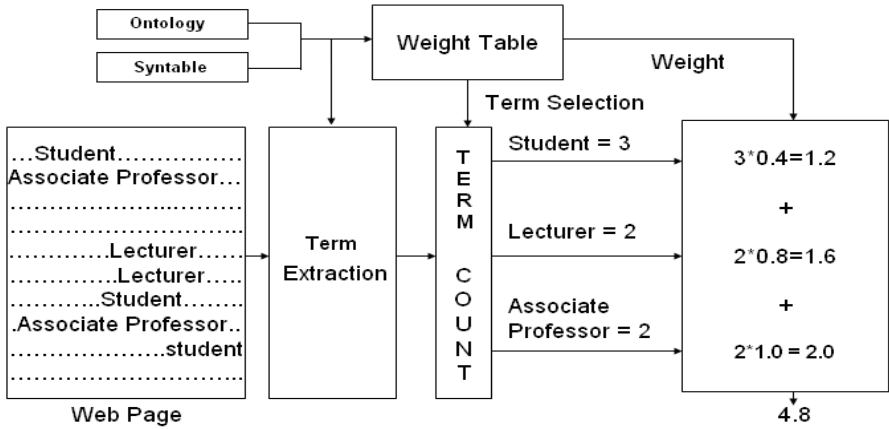 Ontology
Syntable
Weight Table
Weight
Term Selection
...Student................
Associate Professor...
.............................
.............................
............Lecturer......
.............Lecturer.....
...........Student........
.Associate Professor..
...................student
.............................
Web Page
Term
Extraction
TERM COUNT
Student = 3
Lecturer = 2
Associate
Professor = 2
3*0.4=1.2
+
2*0.8=1.6
+
2*1.0 = 2.0
4.8